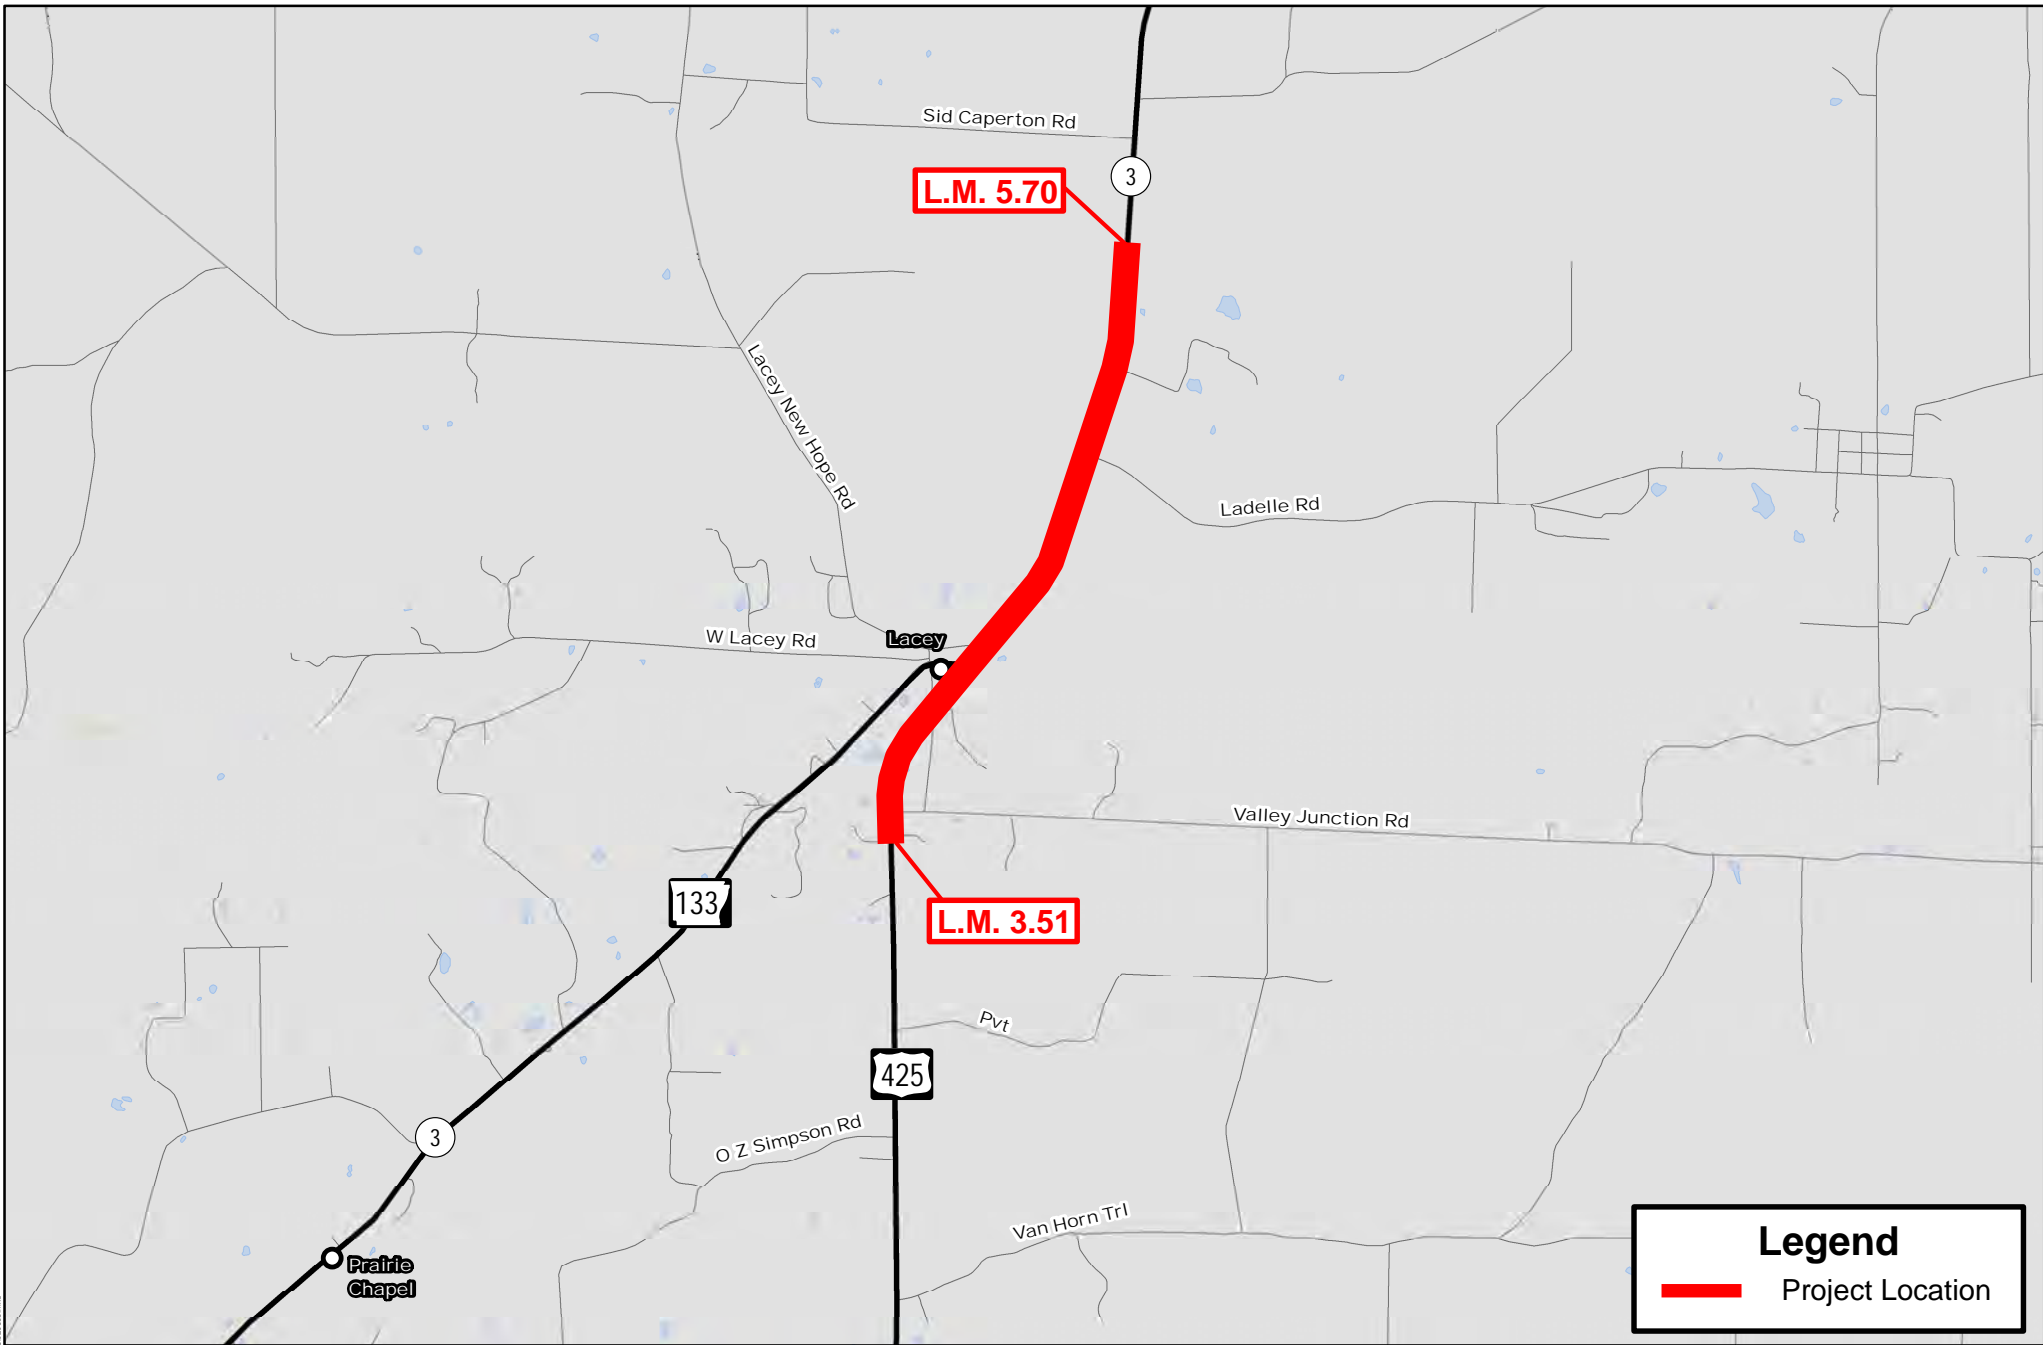 Sid Caperton Rd
3
L.M. 5.70
Lacey New Hope Rd
Ladelle Rd
W Lacey Rd
Lacey
Valley Junction Rd
133
L.M. 3.51
Pvt
425
3
O Z Simpson Rd
Van Horn Trl
Prairie
Chapel
Legend
Project Location